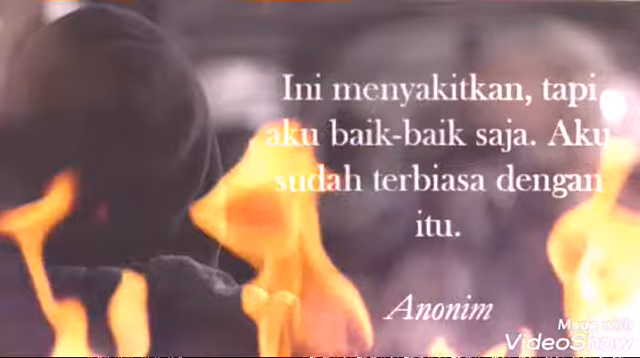 Ini menyakitkan, tapi
aku baik-baik saja. Aku
sudah terbiasa dengan
itu.
Anonim
Made with
VideoShow